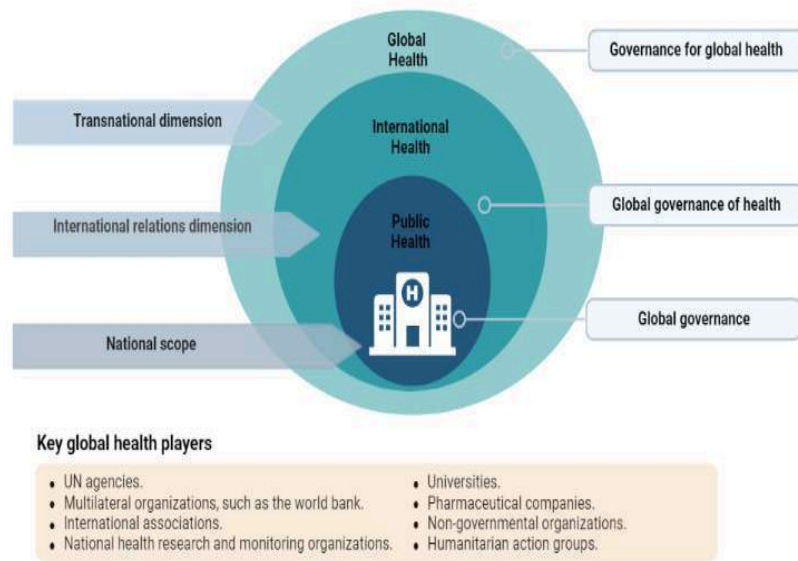 Global
Health
Governance for global health
Transnational dimension
International
Health
Global governance of health
International relations dimension
Public
Health
H
Global governance
National scope
Key global health players
• UN agencies.
• Multilateral organizations, such as the world bank.
• International associations.
• National health research and monitoring organizations.
• Universities.
• Pharmaceutical companies.
• Non-governmental organizations.
• Humanitarian action groups.